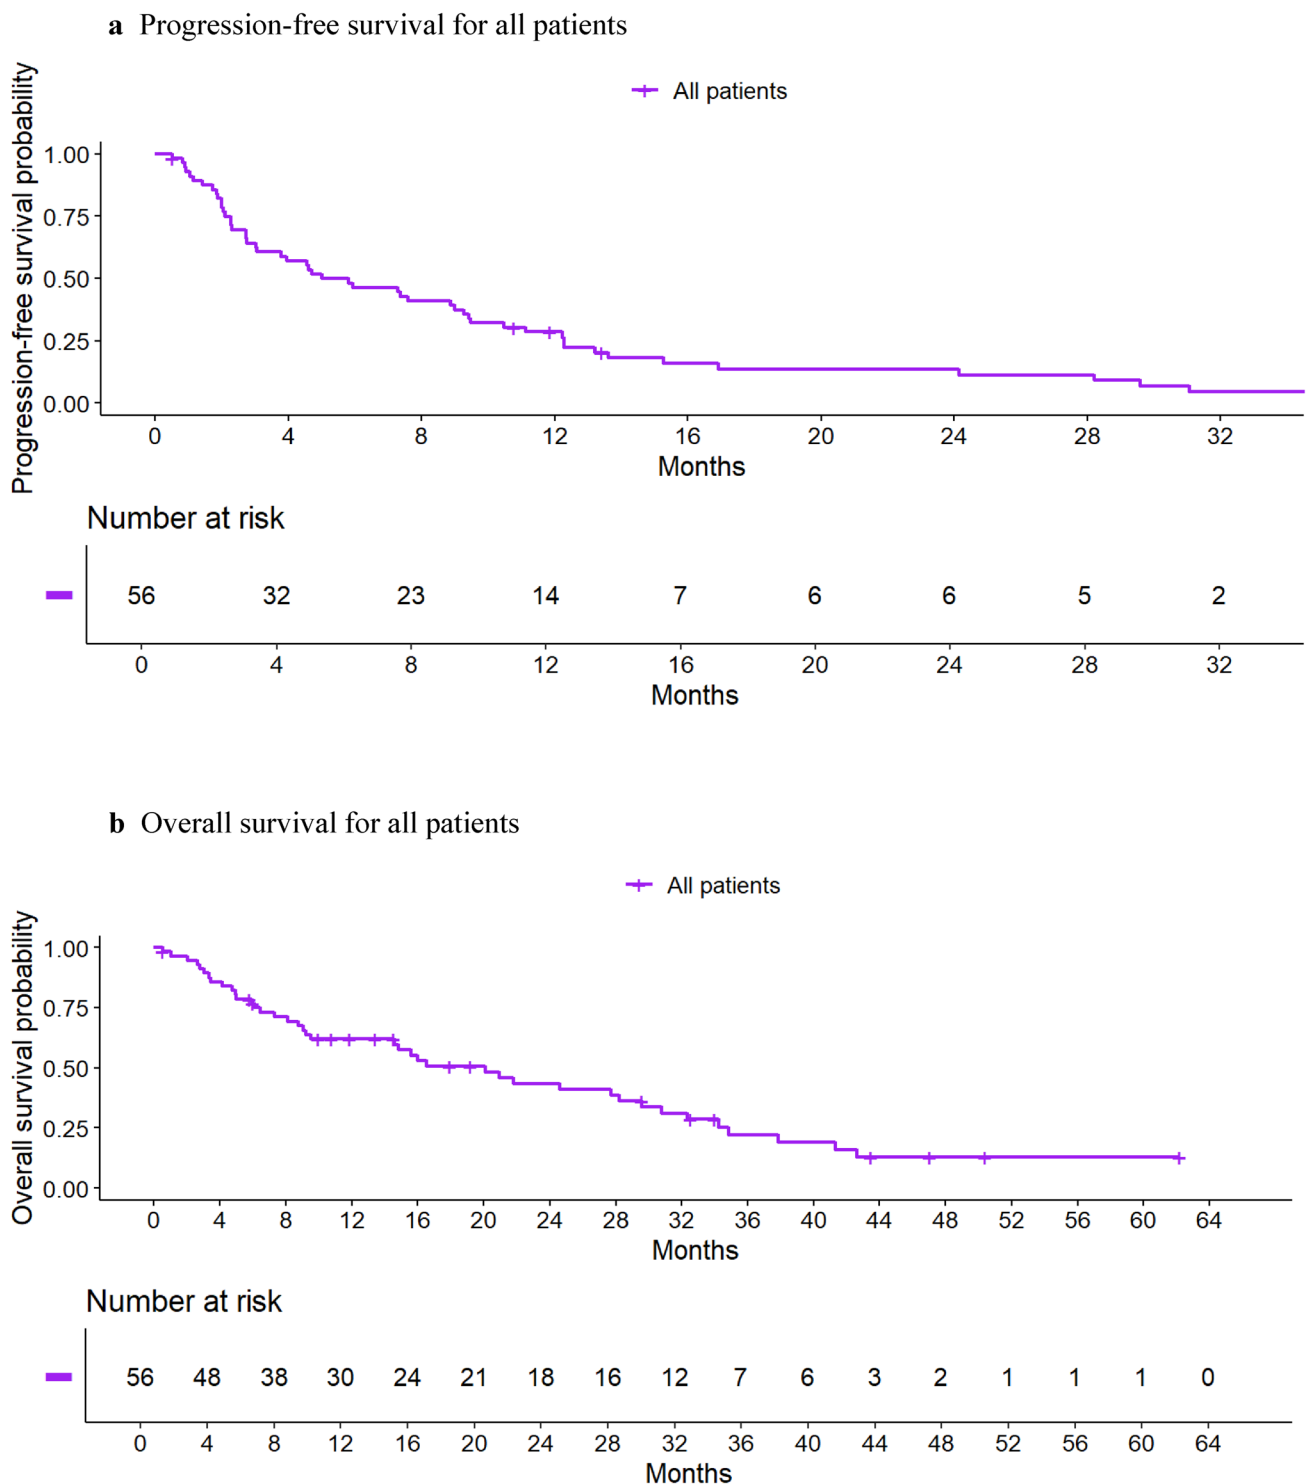 a Progression-free survival for all patients
All patients
Progression-free survival probability
1.00
0.75
0.50
0.25
0.00
0 4 8 12 16 20 24 28 32
Months
Number at risk
56 32 23 14 7 6 6 5 2
0 4 8 12 16 20 24 28 32
Months
b Overall survival for all patients
All patients
Overall survival probability
1.00
0.75
0.50
0.25
0.00
0 4 8 12 16 20 24 28 32 36 40 44 48 52 56 60 64
Months
Number at risk
56 48 38 30 24 21 18 16 12 7 6 3 2 1 1 1 0
0 4 8 12 16 20 24 28 32 36 40 44 48 52 56 60 64
Months